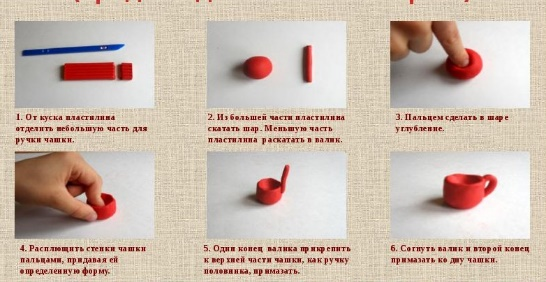 1. От куска пластилина
отделить небольшую часть для
ручки чашки.
2. Из большей части пластилина
скатать шар. Меньшую часть
пластилина раскатать в валик.
3. Пальцем сделать в шаре
углубление.
4. Расплющить стенки чашки
пальцами, придавая ей
определенную форму.
5. Один конец валика прикрепить
к верхней части чашки, как ручку
половника, примазать.
6. Согнуть валик и второй конец
примазать ко дну чашки.